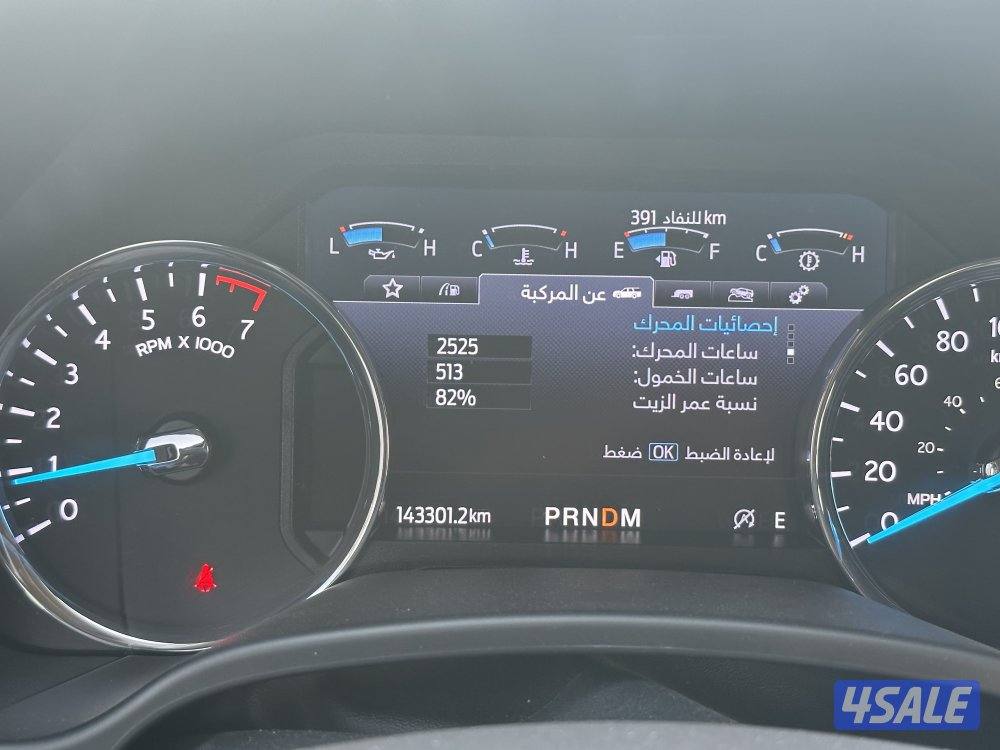 391 للنفاد km
L H C H E F C H
عن المركبة
إحصائيات المحرك
ساعات المحرك: 2525
ساعات الخمول: 513
نسبة عمر الزيت 82%
لإعادة الضبط OK ضغط
143301.2km PRNDM E
0 1 2 3 4 5 6 7
RPM X 1000
0 20 40 60 80
20 40
MPH
4SALE